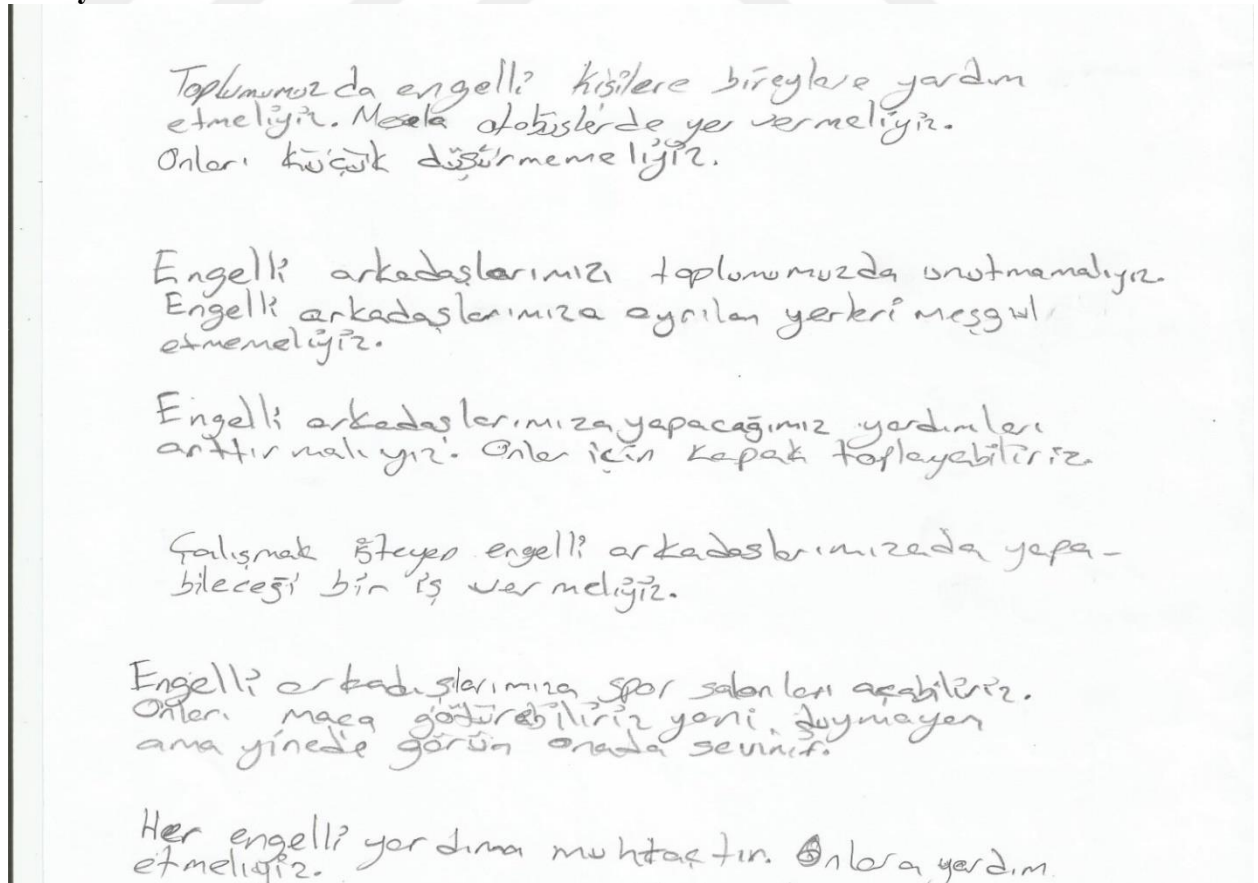 Toplumumuzda engelli kişilere bireylere yardım
etmeliyiz. Mesela otobüslerde yer vermeliyiz.
Onları küçük düşürmemeliyiz.
Engelli arkadaşlarımızı toplumumuzda unutmamalıyız.
Engelli arkadaşlarımıza ayrılan yerleri meşgul
etmemeliyiz.
Engelli arkadaşlarımıza yapacağımız yardımları
arttırmalıyız. Onlar için kapak toplayabiliriz.
Çalışmak isteyen engelli arkadaşlarımızada yapa-
bileceği bir iş vermeliyiz.
Engelli arkadaşlarımıza spor salonları açabiliriz.
Onları maça götürebiliriz yani duymayan
ama yinede görün onada sevinir.
Her engelli yardıma muhtaçtır. Onlara yardım
etmeliyiz.